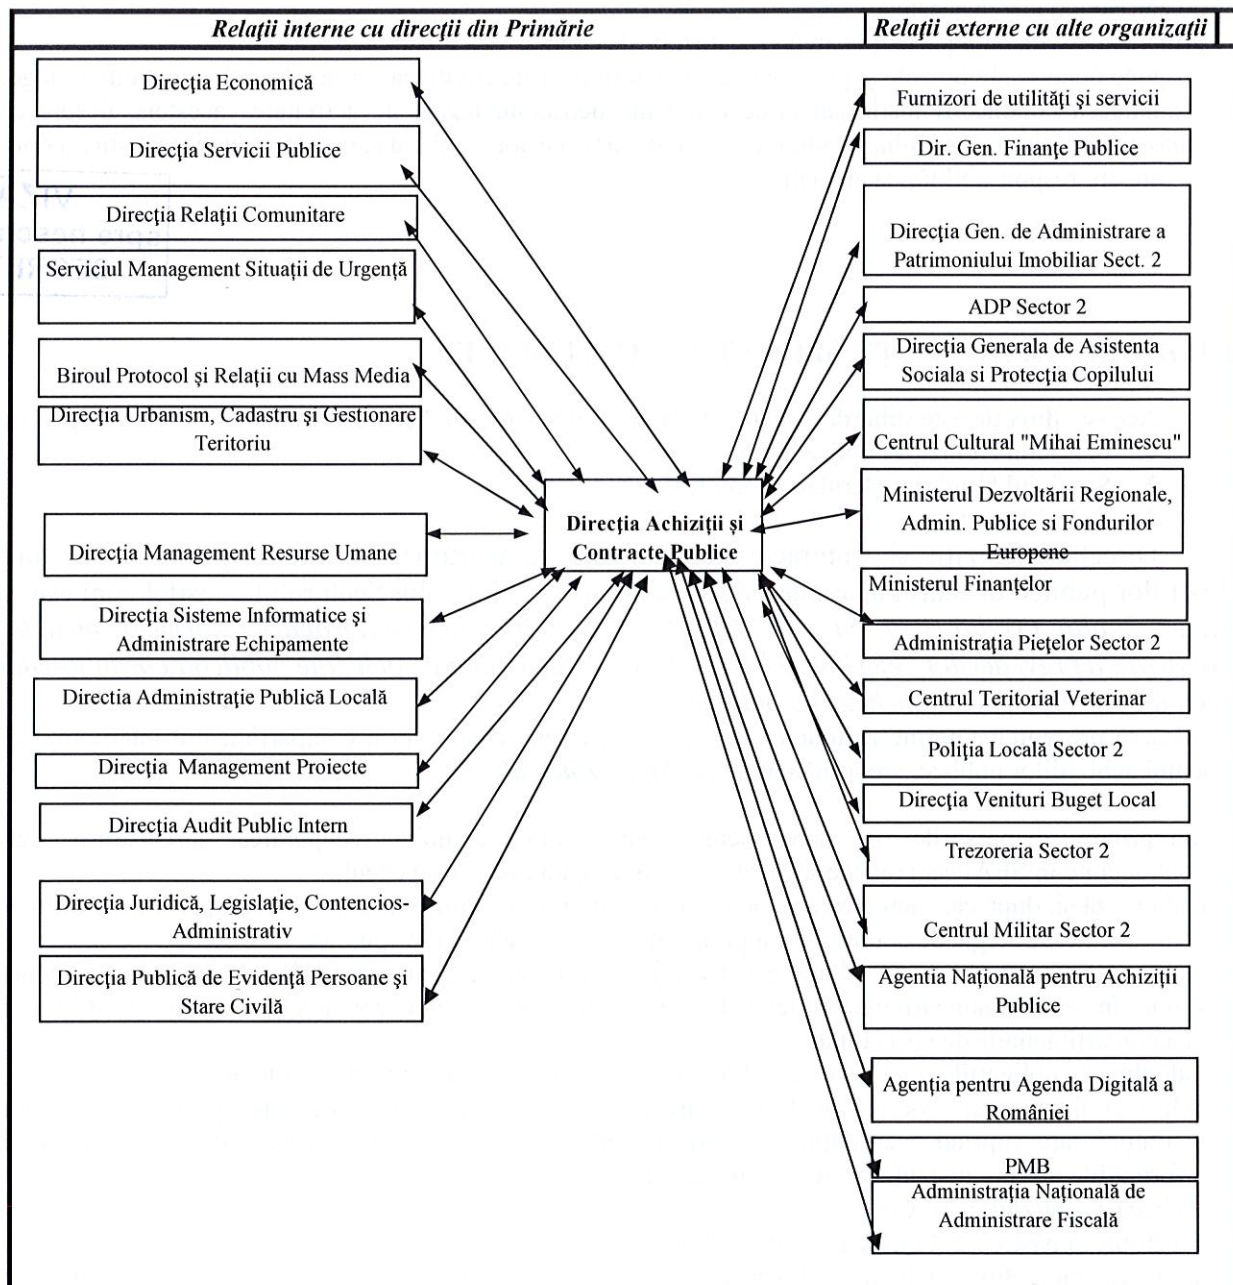 Relaţii interne cu direcţii din Primărie
Relaţii externe cu alte organizaţii
Direcţia Economică
Direcţia Servicii Publice
Direcţia Relaţii Comunitare
Serviciul Management Situaţii de Urgenţă
Biroul Protocol şi Relaţii cu Mass Media
Direcţia Urbanism, Cadastru şi Gestionare
Teritoriu
Direcţia Management Resurse Umane
Direcţia Sisteme Informatice şi
Administrare Echipamente
Directia Administraţie Publică Locală
Direcţia Management Proiecte
Direcţia Audit Public Intern
Direcţia Juridică, Legislaţie, Contencios-
Administrativ
Direcţia Publică de Evidenţă Persoane şi
Stare Civilă
Direcţia Achiziţii şi
Contracte Publice
Furnizori de utilităţi şi servicii
Dir. Gen. Finanţe Publice
Direcţia Gen. de Administrare a
Patrimoniului Imobiliar Sect. 2
ADP Sector 2
Direcţia Generala de Asistenta
Sociala si Protecţia Copilului
Centrul Cultural "Mihai Eminescu"
Ministerul Dezvoltării Regionale,
Admin. Publice si Fondurilor
Europene
Ministerul Finanţelor
Administraţia Pieţelor Sector 2
Centrul Teritorial Veterinar
Poliţia Locală Sector 2
Direcţia Venituri Buget Local
Trezoreria Sector 2
Centrul Militar Sector 2
Agentia Naţională pentru Achiziţii
Publice
Agenţia pentru Agenda Digitală a
României
PMB
Administraţia Naţională de
Administrare Fiscală